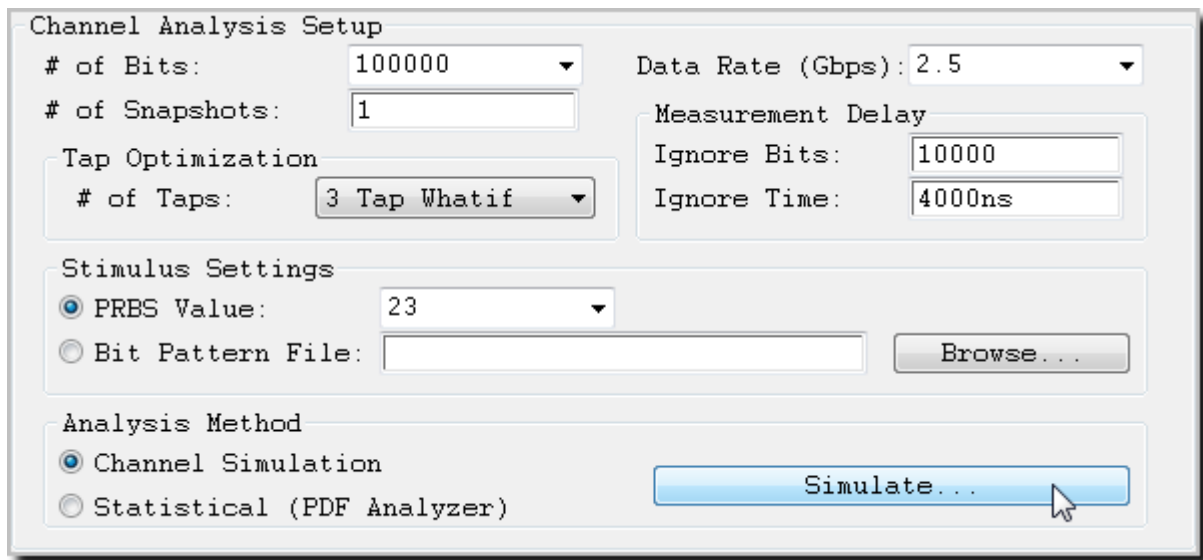 Channel Analysis Setup
# of Bits: 100000 Data Rate (Gbps): 2.5
# of Snapshots: 1
Measurement Delay
Ignore Bits: 10000
Ignore Time: 4000ns
Tap Optimization
# of Taps: 3 Tap Whatif
Stimulus Settings
PRBS Value: 23
Bit Pattern File: Browse...
Analysis Method
Channel Simulation
Statistical (PDF Analyzer)
Simulate...